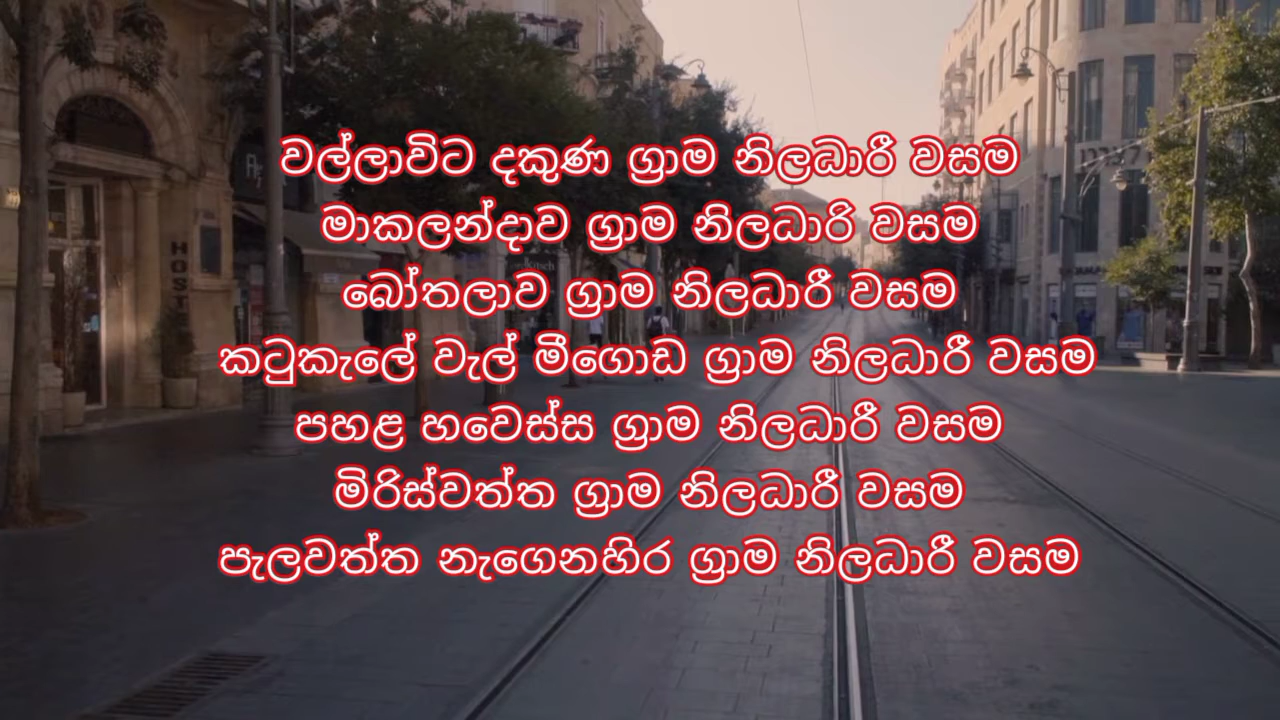 වල්ලාවිට දකුණ ග්‍රාම නිලධාරී වසම
මාකලන්දාව ග්‍රාම නිලධාරි වසම
බෝතලාව ග්‍රාම නිලධාරී වසම
කටුකැලේ වැල් මීගොඩ ග්‍රාම නිලධාරී වසම
පහළ හවෙස්ස ග්‍රාම නිලධාරී වසම
මිරිස්වත්ත ග්‍රාම නිලධාරී වසම
පැලවත්ත නැගෙනහිර ග්‍රාම නිලධාරී වසම
HOST